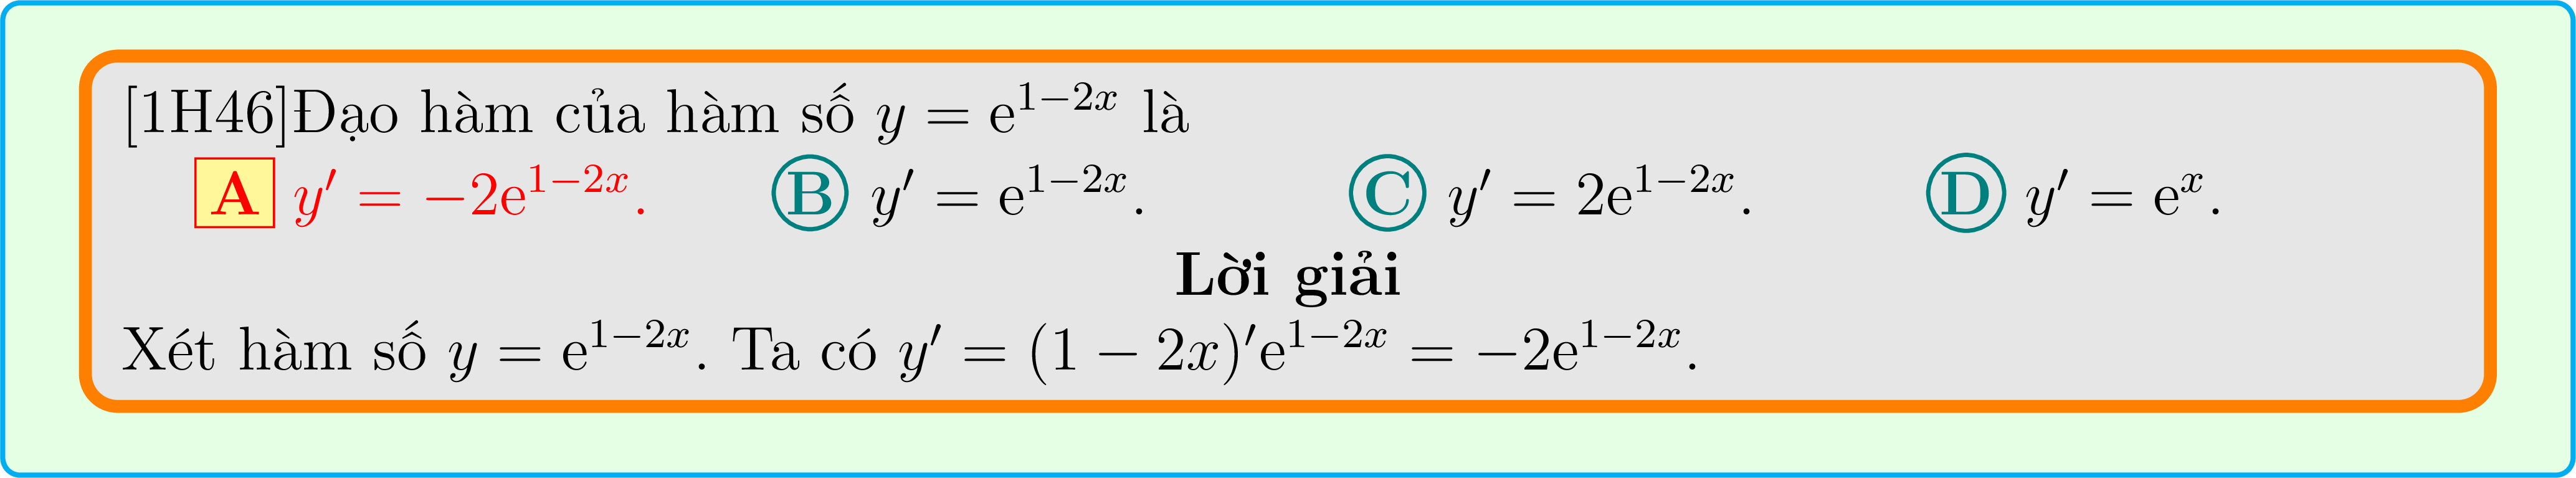 [1H46]Đạo hàm của hàm số y = e^{1−2x} là
A y′ = −2e^{1−2x}. B y′ = e^{1−2x}. C y′ = 2e^{1−2x}. D y′ = e^x.
Lời giải
Xét hàm số y = e^{1−2x}. Ta có y′ = (1 − 2x)′e^{1−2x} = −2e^{1−2x}.